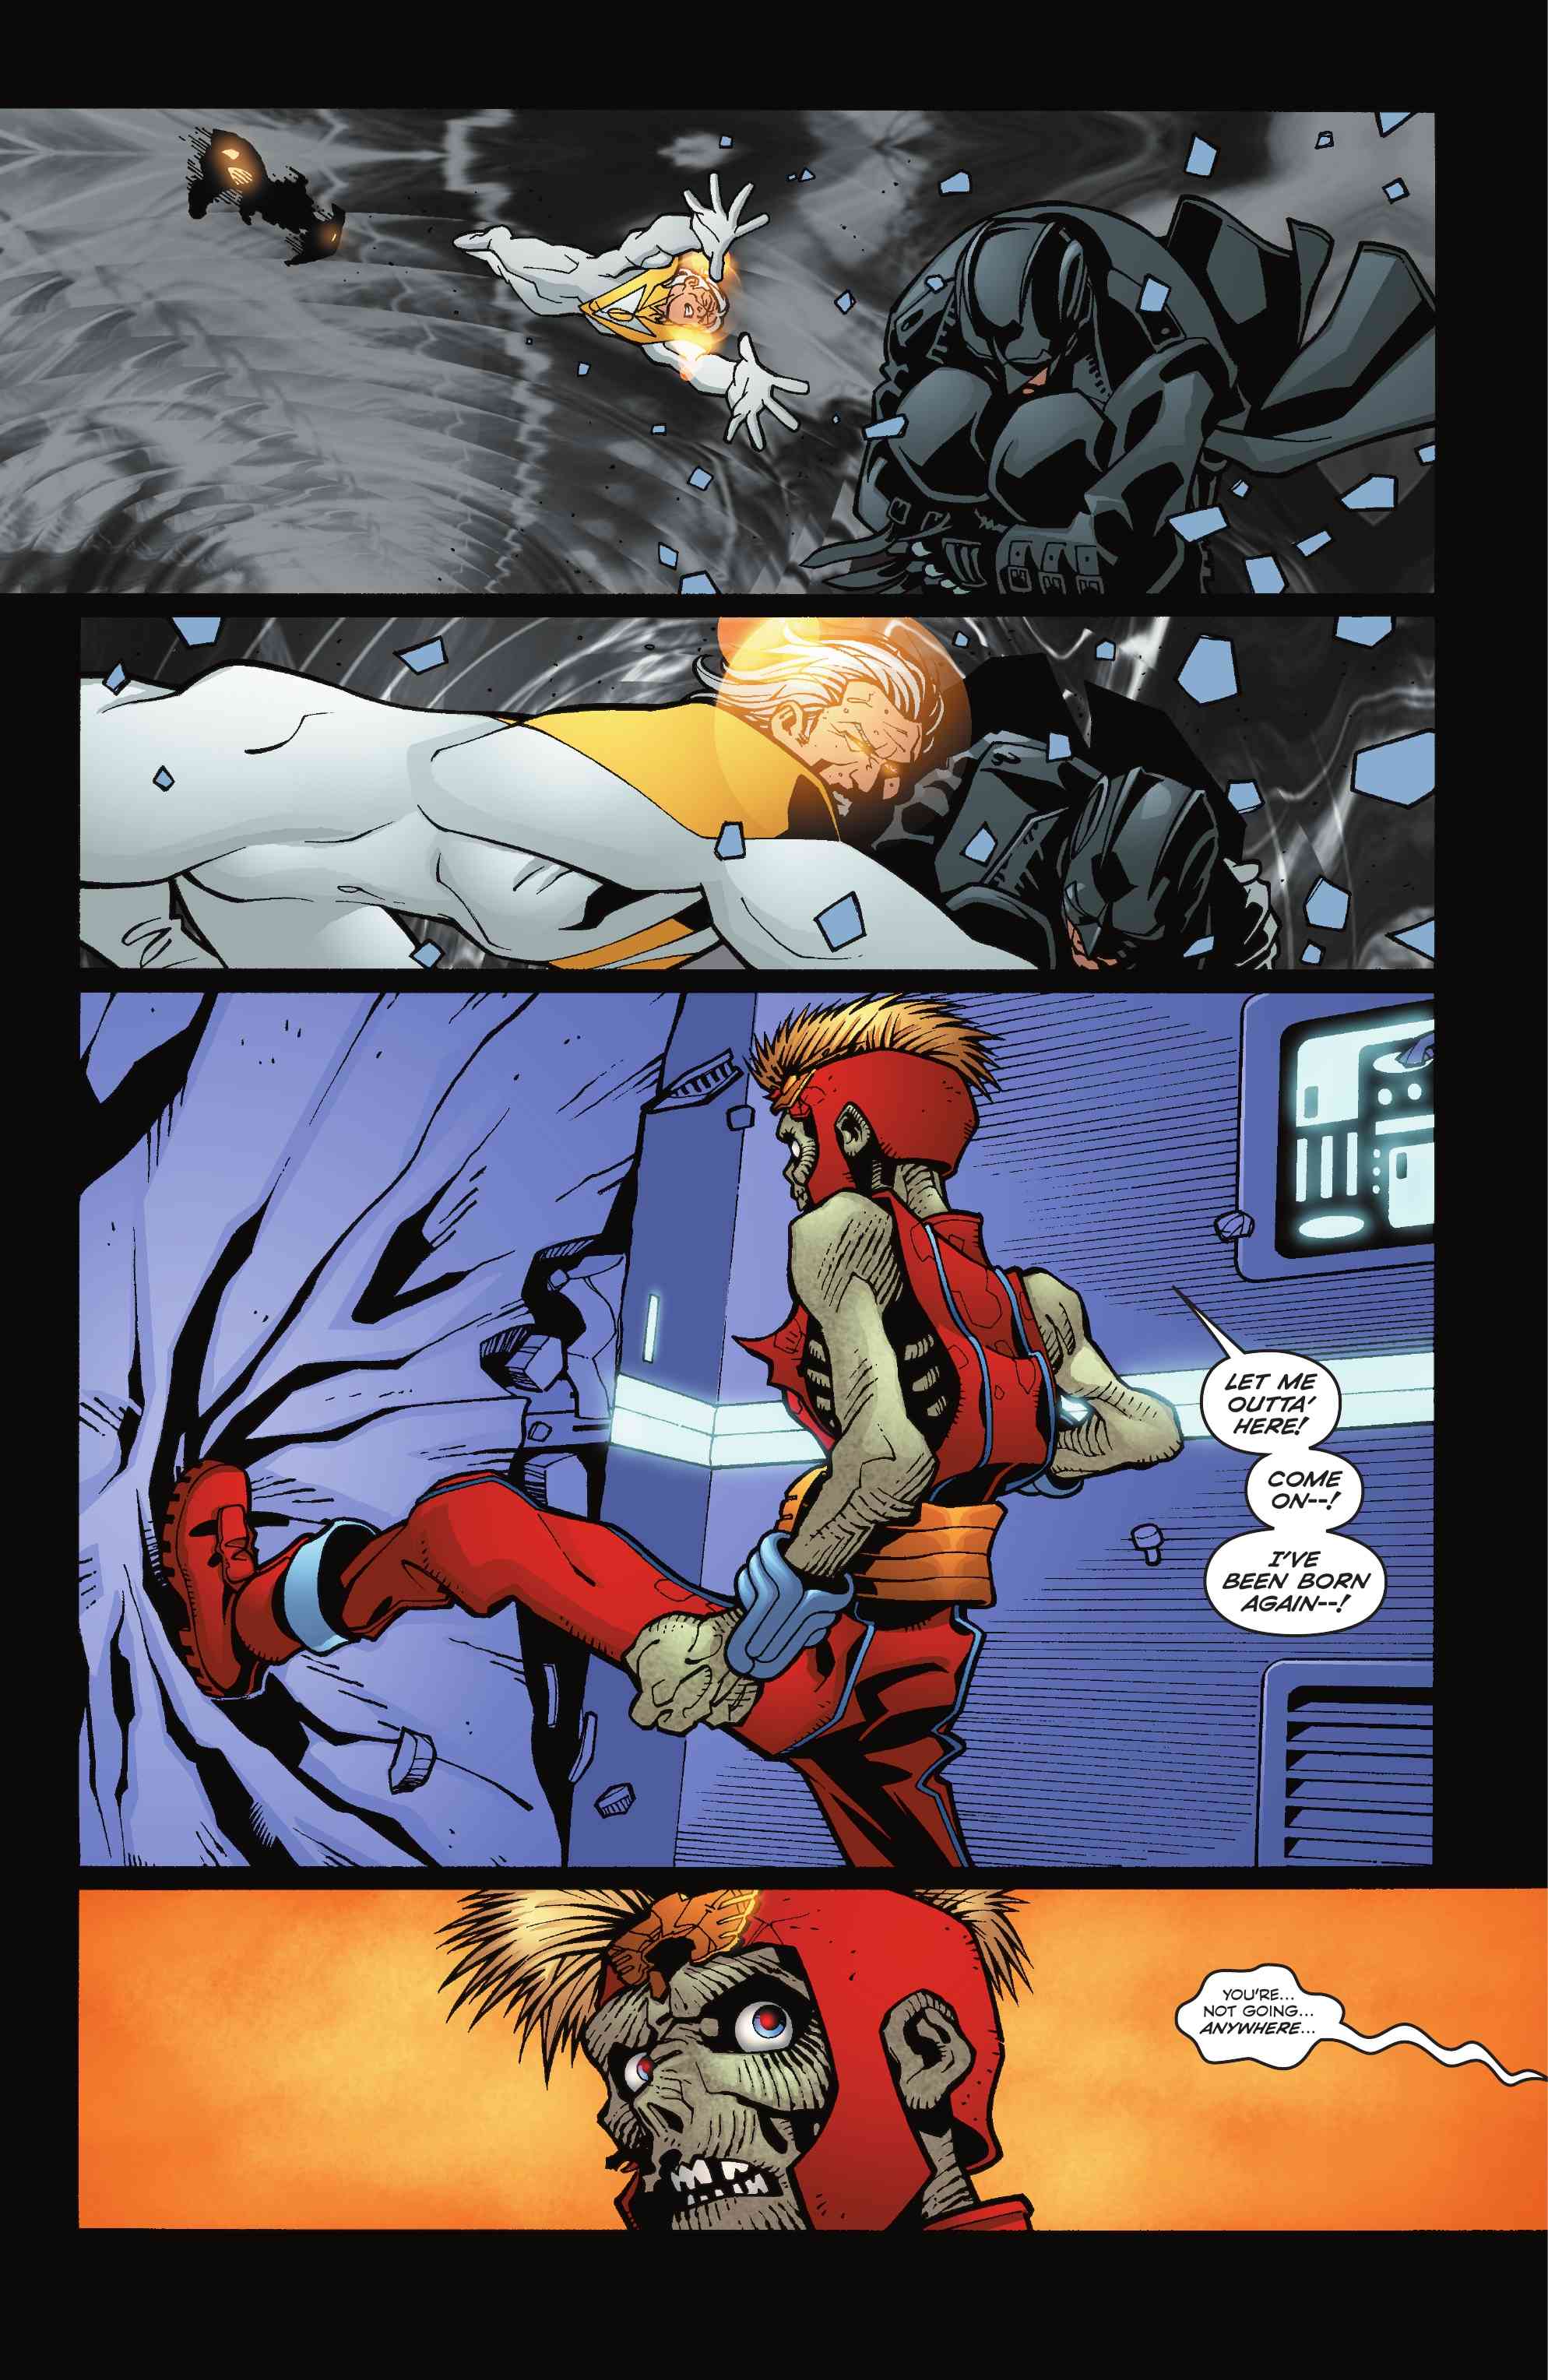 LET ME
OUTTA'
HERE!
COME
ON--!
I'VE
BEEN BORN
AGAIN--!
YOU'RE...
NOT GOING...
ANYWHERE...